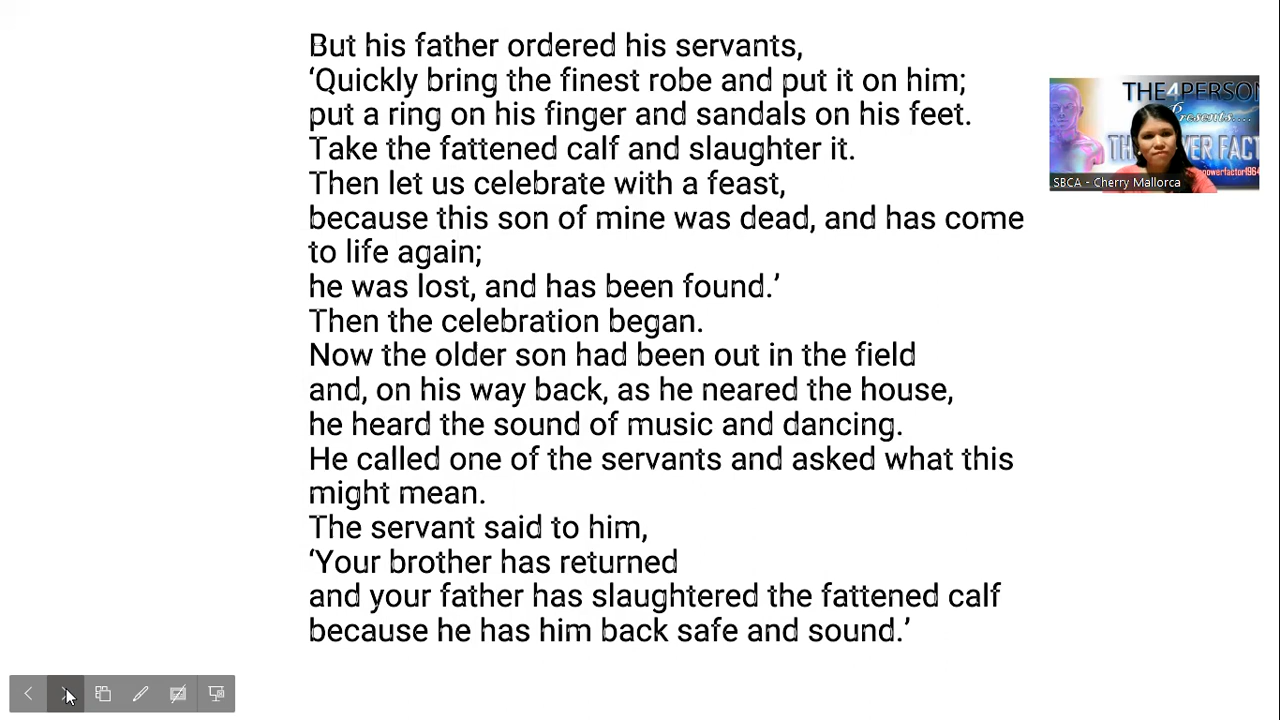 But his father ordered his servants,
‘Quickly bring the finest robe and put it on him;
put a ring on his finger and sandals on his feet.
Take the fattened calf and slaughter it.
Then let us celebrate with a feast,
because this son of mine was dead, and has come
to life again;
he was lost, and has been found.’
Then the celebration began.
Now the older son had been out in the field
and, on his way back, as he neared the house,
he heard the sound of music and dancing.
He called one of the servants and asked what this
might mean.
The servant said to him,
‘Your brother has returned
and your father has slaughtered the fattened calf
because he has him back safe and sound.’
THE4PERSON
Presents....
SBCA - Cherry Mallorca